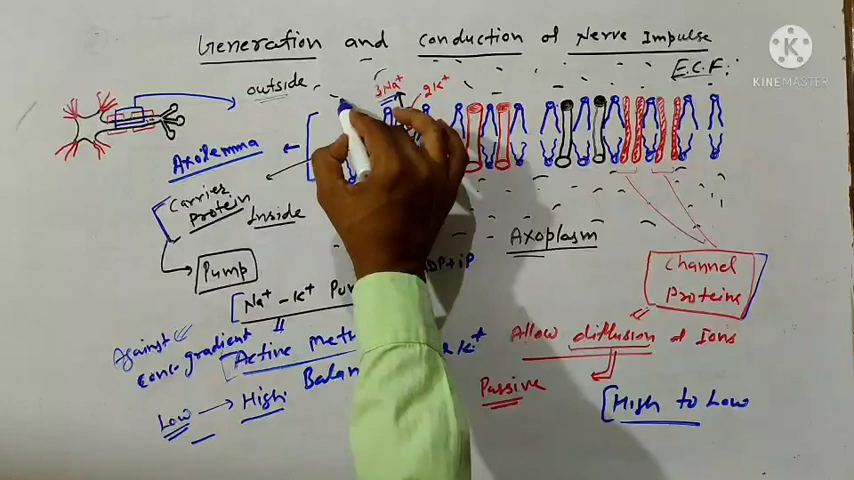 Generation and conduction of Nerve Impulse
E.C.F:
outside
3Na+
2K+
Axolemma
Carrier
protein
Inside
Axoplasm
Pump
Channel
Proteins
Na+ - K+
Against
conc. gradient
Active
Low → High
Allow diffusion of Ions
Passive
High to Low
KINEMASTER